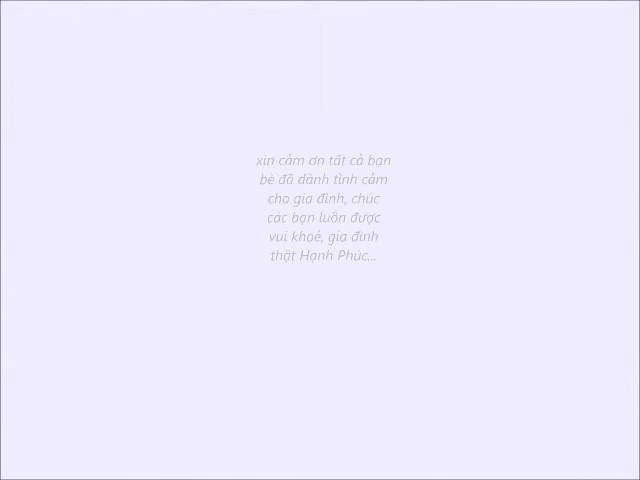 xin cảm ơn tất cả bạn
bè đã dành tình cảm
cho gia đình, chúc
các bạn luôn được
vui khoẻ, gia đình
thật Hạnh Phúc...